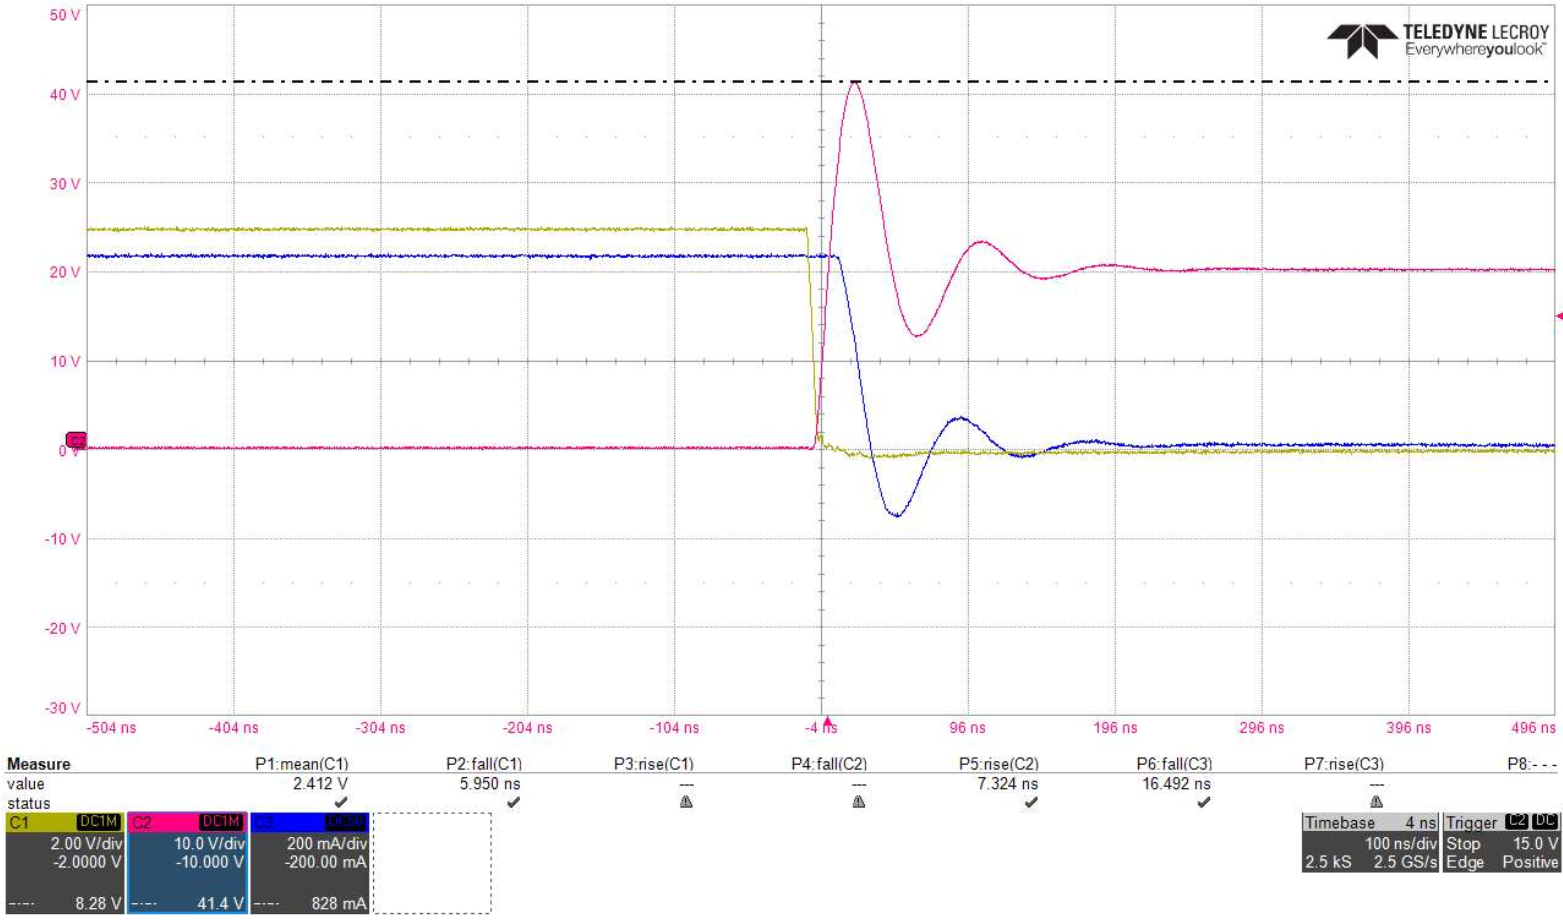 50 V
TELEDYNE LECROY
Everywhereyoulook™
40 V
30 V
20 V
10 V
C2
0 V
-10 V
-20 V
-30 V
-504 ns -404 ns -304 ns -204 ns -104 ns -4 ns 96 ns 196 ns 296 ns 396 ns 496 ns
Measure P1:mean(C1) P2:fall(C1) P3:rise(C1) P4:fall(C2) P5:rise(C2) P6:fall(C3) P7:rise(C3) P8:- - -
value 2.412 V 5.950 ns --- --- 7.324 ns 16.492 ns ---
status
C1 DC1M C2 DC1M C3 DC50 Timebase 4 ns Trigger C2 DC
2.00 V/div 10.0 V/div 200 mA/div 100 ns/div Stop 15.0 V
-2.0000 V -10.000 V -200.00 mA 2.5 kS 2.5 GS/s Edge Positive
8.28 V 41.4 V 828 mA